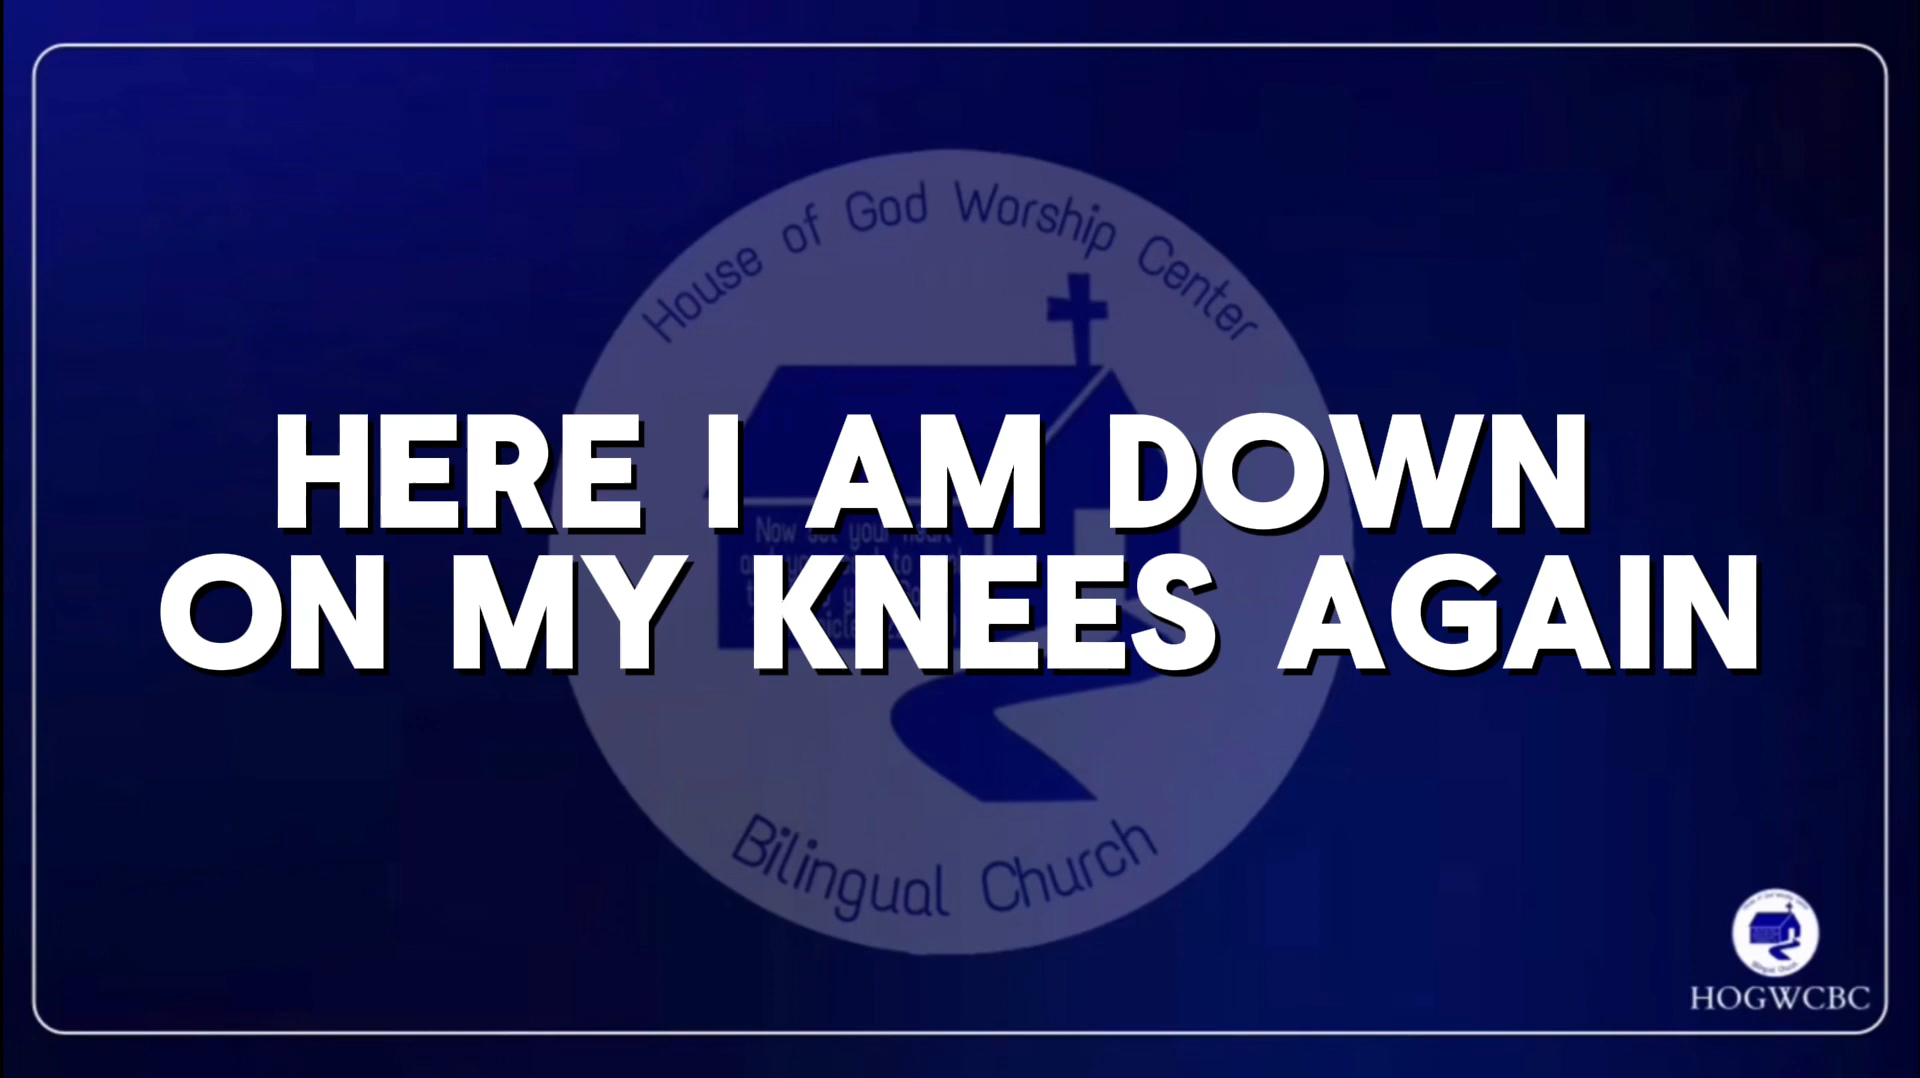 House of God Worship Center
HERE I AM DOWN
ON MY KNEES AGAIN
Bilingual Church
HOGWCBC